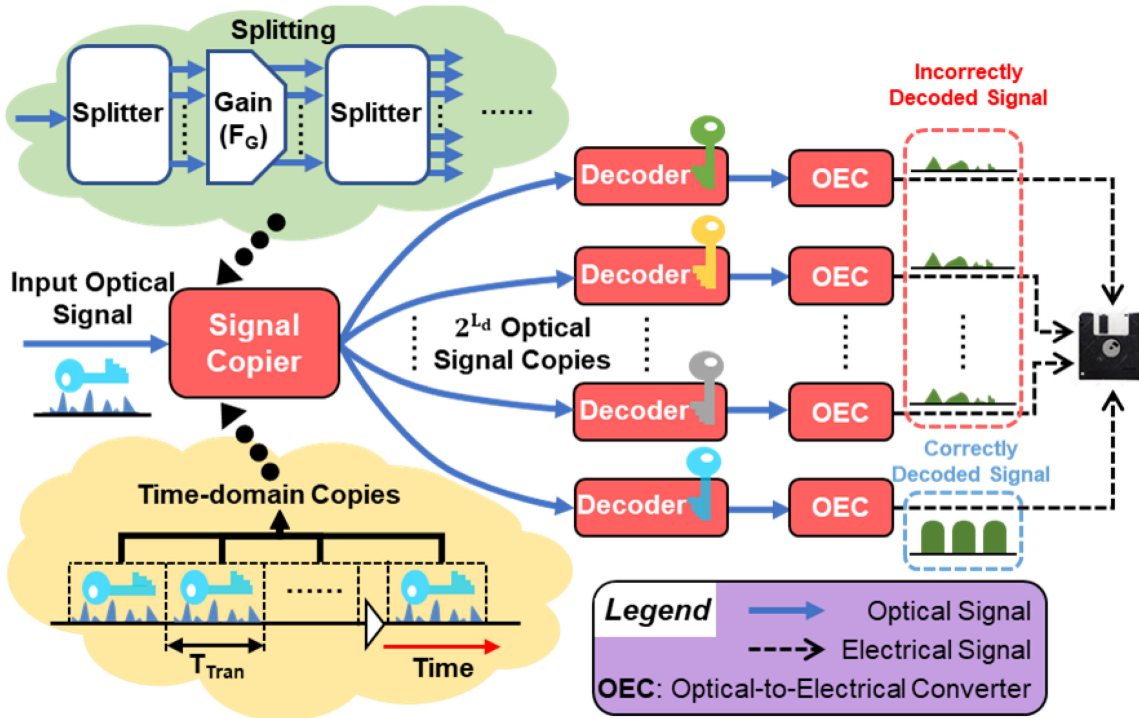 Splitting
Splitter
Gain
(F_G)
Splitter
......
Incorrectly
Decoded Signal
Decoder
OEC
Decoder
OEC
Input Optical
Signal
Signal
Copier
2^{L_d} Optical
Signal Copies
Decoder
OEC
Correctly
Decoded Signal
Decoder
OEC
Time-domain Copies
......
T_Tran
Time
Legend
Optical Signal
Electrical Signal
OEC: Optical-to-Electrical Converter